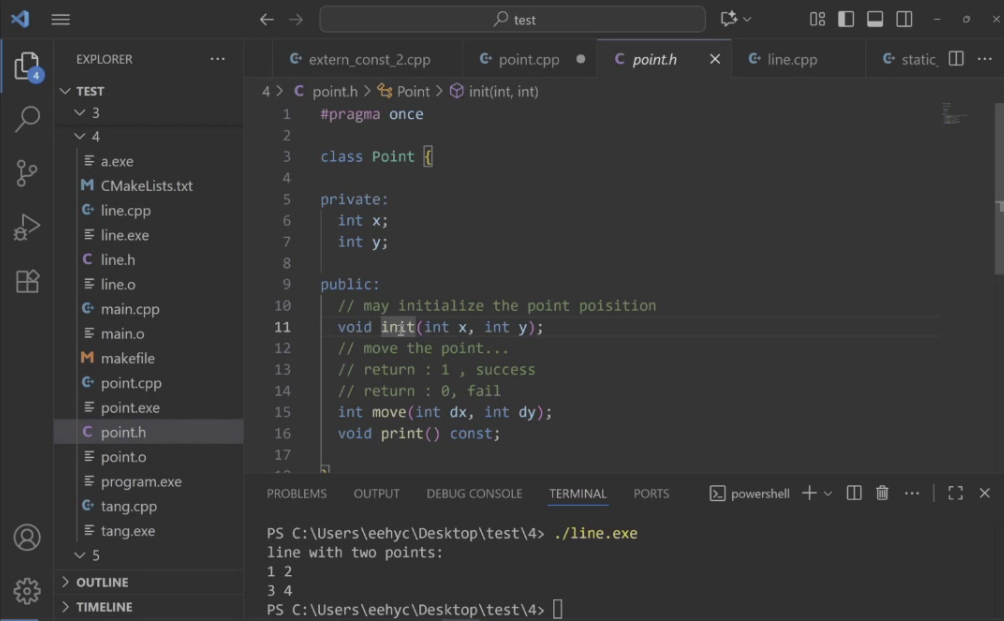 test
EXPLORER
TEST
3
4
a.exe
CMakeLists.txt
line.cpp
line.exe
line.h
line.o
main.cpp
main.o
makefile
point.cpp
point.exe
point.h
point.o
program.exe
tang.cpp
tang.exe
5
OUTLINE
TIMELINE
4
extern_const_2.cpp
point.cpp
point.h
line.cpp
static_
4 > C point.h > Point > init(int, int)
1 #pragma once
2
3 class Point {
4
5 private:
6 int x;
7 int y;
8
9 public:
10 // may initialize the point poisition
11 void init(int x, int y);
12 // move the point...
13 // return : 1 , success
14 // return : 0, fail
15 int move(int dx, int dy);
16 void print() const;
17
PROBLEMS OUTPUT DEBUG CONSOLE TERMINAL PORTS powershell
PS C:\Users\eehyc\Desktop\test\4> ./line.exe
line with two points:
1 2
3 4
PS C:\Users\eehyc\Desktop\test\4>